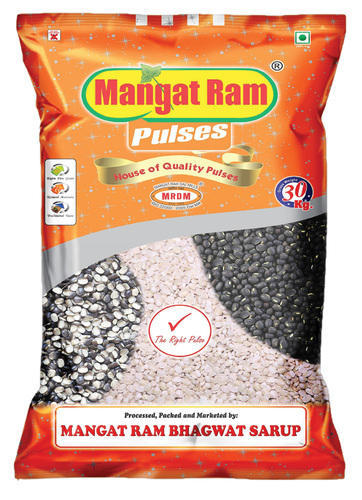 Mangat Ram ®
Pulses
House of Quality Pulses
MRDM
30
Kg.
The Right Pulse
Processed, Packed and Marketed by:
MANGAT RAM BHAGWAT SARUP